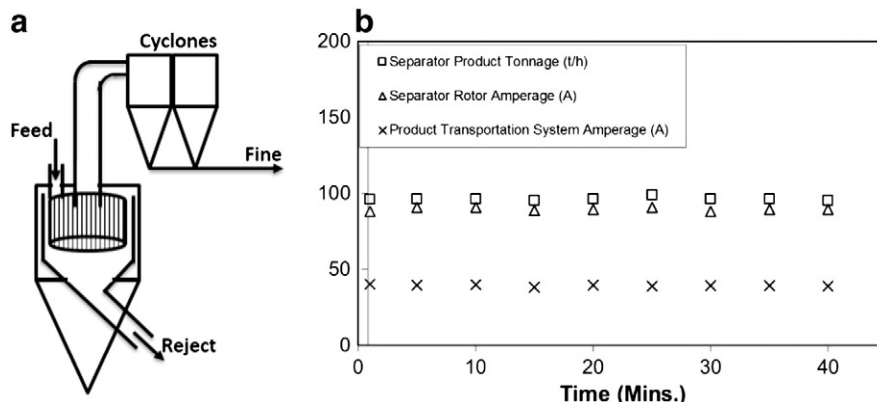 a
Cyclones
Feed
Fine
Reject
b
200
150
100
50
0
Separator Product Tonnage (t/h)
Separator Rotor Amperage (A)
Product Transportation System Amperage (A)
0 10 20 30 40
Time (Mins.)